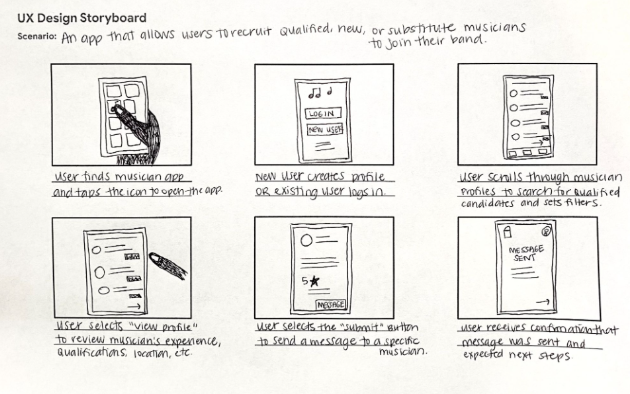 UX Design Storyboard
Scenario: An app that allows users to recruit qualified, new, or substitute musicians
to join their band.
LOG IN
NEW USER
User finds musician app
and taps the icon to open the app.
New User creates profile
OR existing User logs in.
User scrolls through musician
profiles to search for qualified
candidates and sets filters.
5★
MESSAGE
MESSAGE
SENT
User selects "view profile"
to review musician's experience,
qualifications, location, etc.
User selects the "submit" button
to send a message to a specific
musician.
User receives confirmation that
message was sent and
expected next steps.